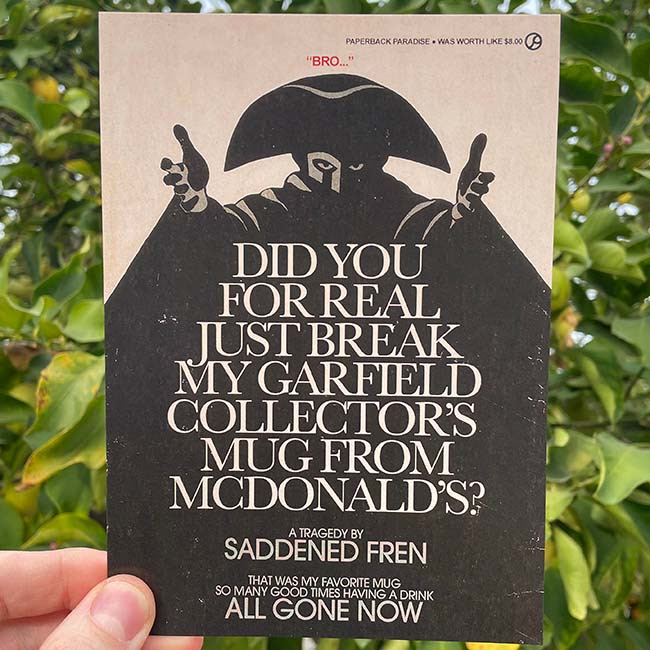 PAPERBACK PARADISE • WAS WORTH LIKE $8.00
"BRO..."
DID YOU
FOR REAL
JUST BREAK
MY GARFIELD
COLLECTOR'S
MUG FROM
MCDONALD'S?
A TRAGEDY BY
SADDENED FREN
THAT WAS MY FAVORITE MUG
SO MANY GOOD TIMES HAVING A DRINK
ALL GONE NOW